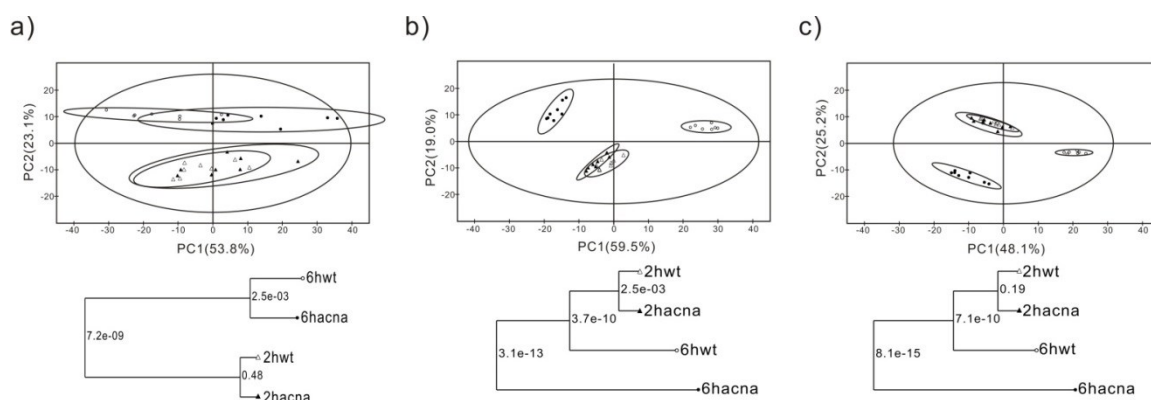 a)
20
10
0
-10
-20
PC2(23.1%)
-40 -30 -20 -10 0 10 20 30 40
PC1(53.8%)
6hwt
2.5e-03
6hacna
7.2e-09
2hwt
0.48
2hacna
b)
20
10
0
-10
-20
PC2(19.0%)
-40 -30 -20 -10 0 10 20 30 40
PC1(59.5%)
2hwt
2.5e-03
2hacna
3.7e-10
3.1e-13
6hwt
6hacna
c)
20
10
0
-10
-20
PC2(25.2%)
-40 -30 -20 -10 0 10 20 30 40
PC1(48.1%)
2hwt
0.19
2hacna
7.1e-10
8.1e-15
6hwt
6hacna